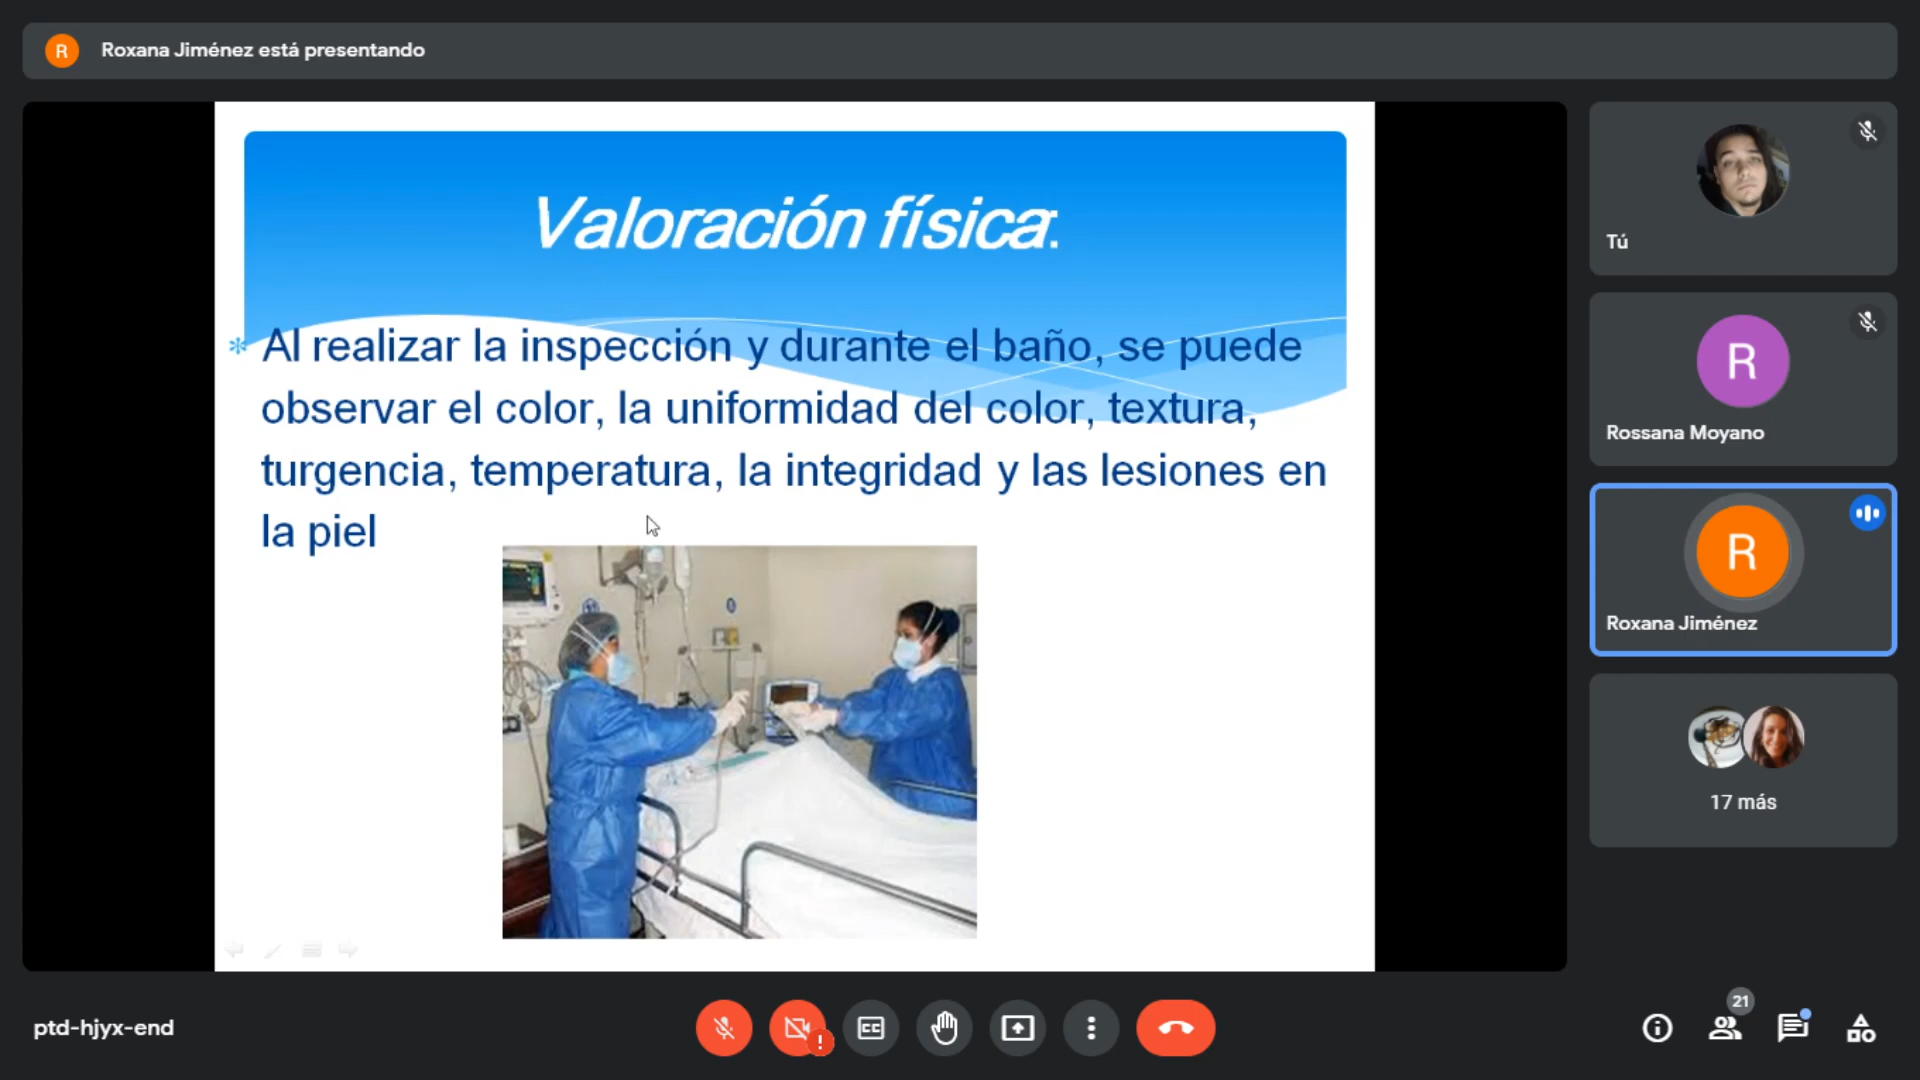 R Roxana Jiménez está presentando
Valoración física:
* Al realizar la inspección y durante el baño, se puede
observar el color, la uniformidad del color, textura,
turgencia, temperatura, la integridad y las lesiones en
la piel
Tú
R
Rossana Moyano
R
Roxana Jiménez
17 más
ptd-hjyx-end
CC
21